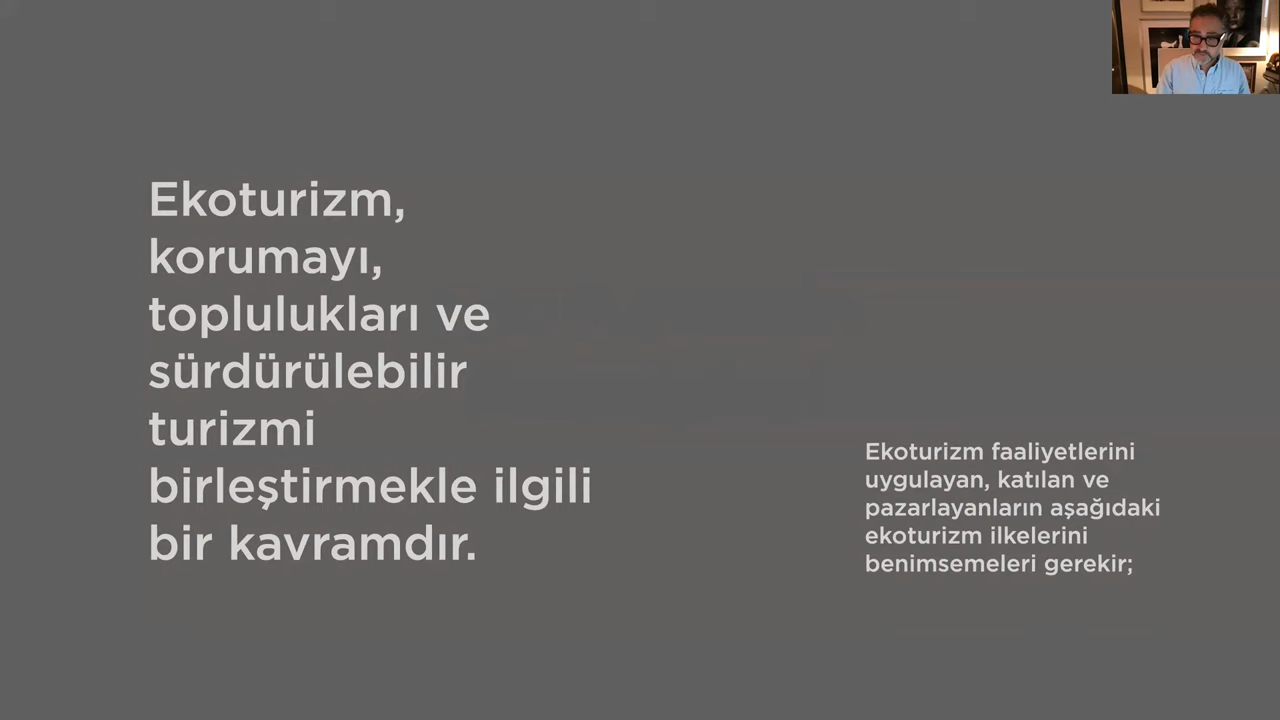 Ekoturizm,
korumayı,
toplulukları ve
sürdürülebilir
turizmi
birleştirmekle ilgili
bir kavramdır.
Ekoturizm faaliyetlerini
uygulayan, katılan ve
pazarlayanların aşağıdaki
ekoturizm ilkelerini
benimsemeleri gerekir;